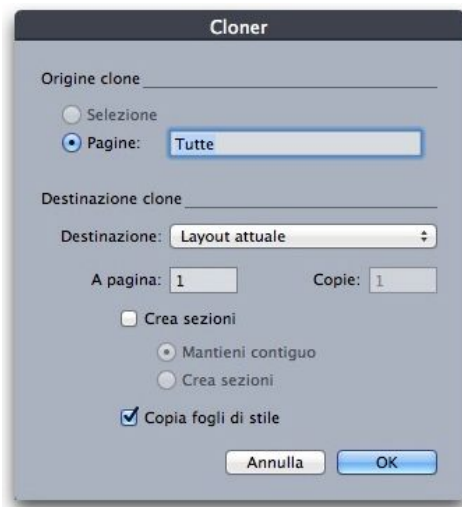 Cloner
Origine clone
Selezione
Pagine: Tutte
Destinazione clone
Destinazione: Layout attuale
A pagina: 1 Copie: 1
Crea sezioni
Mantieni contiguo
Crea sezioni
Copia fogli di stile
Annulla OK